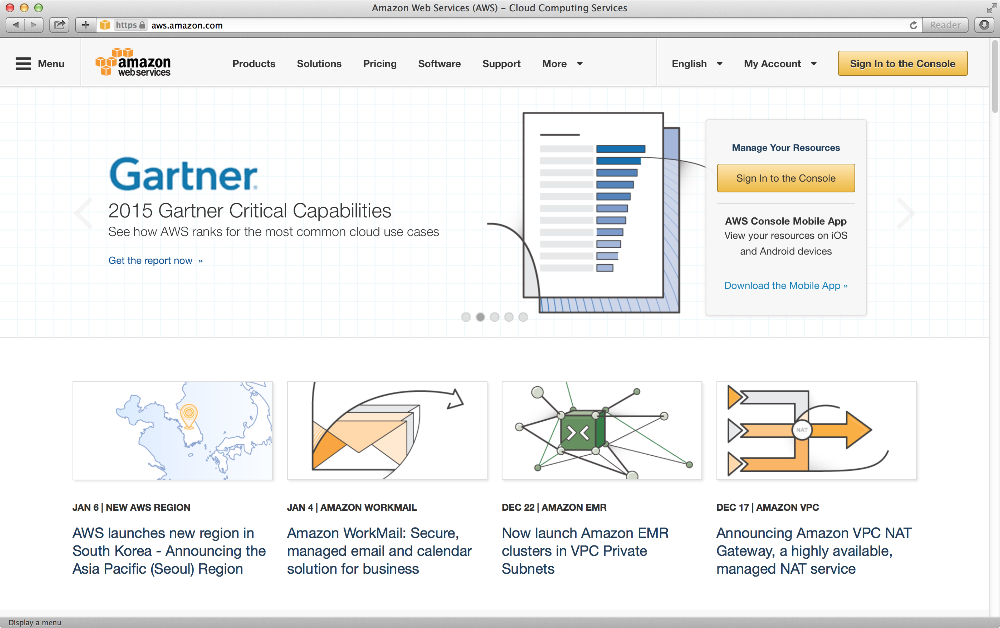 Amazon Web Services (AWS) – Cloud Computing Services
https aws.amazon.com
Reader
Menu
amazon
webservices
Products Solutions Pricing Software Support More
English My Account Sign In to the Console
Gartner®
2015 Gartner Critical Capabilities
See how AWS ranks for the most common cloud use cases
Get the report now »
Manage Your Resources
Sign In to the Console
AWS Console Mobile App
View your resources on iOS
and Android devices
Download the Mobile App »
NAT
JAN 6 | NEW AWS REGION
AWS launches new region in
South Korea - Announcing the
Asia Pacific (Seoul) Region
JAN 4 | AMAZON WORKMAIL
Amazon WorkMail: Secure,
managed email and calendar
solution for business
DEC 22 | AMAZON EMR
Now launch Amazon EMR
clusters in VPC Private
Subnets
DEC 17 | AMAZON VPC
Announcing Amazon VPC NAT
Gateway, a highly available,
managed NAT service
Display a menu